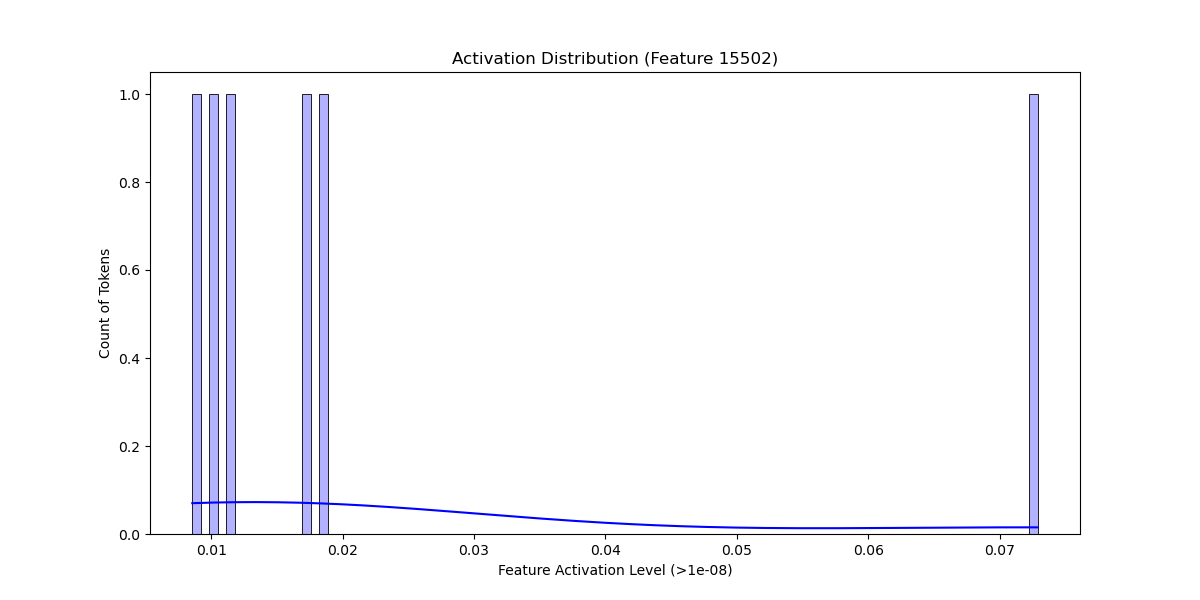 Activation Distribution (Feature 15502)
Count of Tokens
1.0
0.8
0.6
0.4
0.2
0.0
0.01 0.02 0.03 0.04 0.05 0.06 0.07
Feature Activation Level (>1e-08)